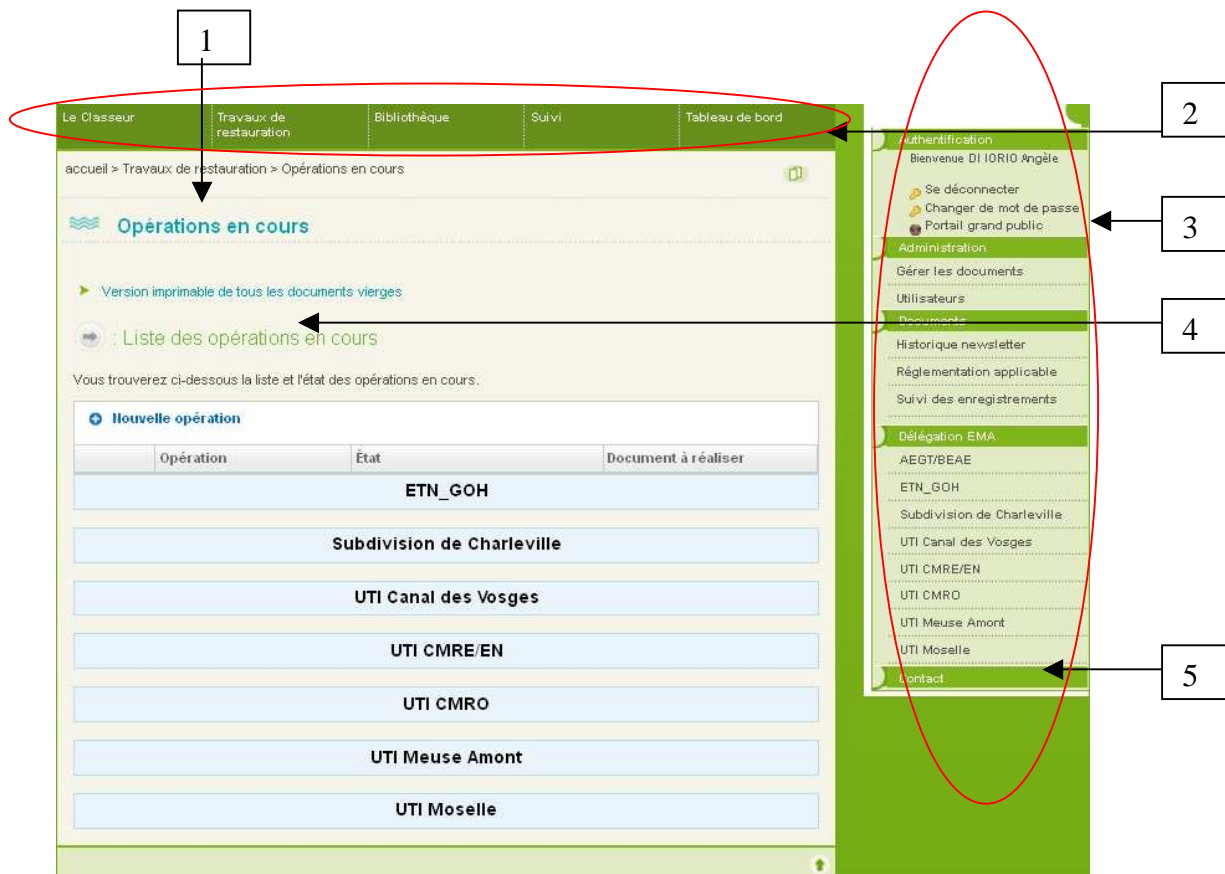 1
Le Classeur
Travaux de
restauration
Bibliothèque
Suivi
Tableau de bord
2
accueil > Travaux de restauration > Opérations en cours
Opérations en cours
Version imprimable de tous les documents vierges
: Liste des opérations en cours
Vous trouverez ci-dessous la liste et l'état des opérations en cours.
Nouvelle opération
Opération
État
Document à réaliser
ETN_GOH
Subdivision de Charleville
UTI Canal des Vosges
UTI CMRE/EN
UTI CMRO
UTI Meuse Amont
UTI Moselle
Authentification
Bienvenue DI IORIO Angèle
Se déconnecter
Changer de mot de passe
Portail grand public
3
Administration
Gérer les documents
Utilisateurs
Documents
4
Historique newsletter
Réglementation applicable
Suivi des enregistrements
Délégation EMA
AEGT/BEAE
ETN_GOH
Subdivision de Charleville
UTI Canal des Vosges
UTI CMRE/EN
UTI CMRO
UTI Meuse Amont
UTI Moselle
Contact
5